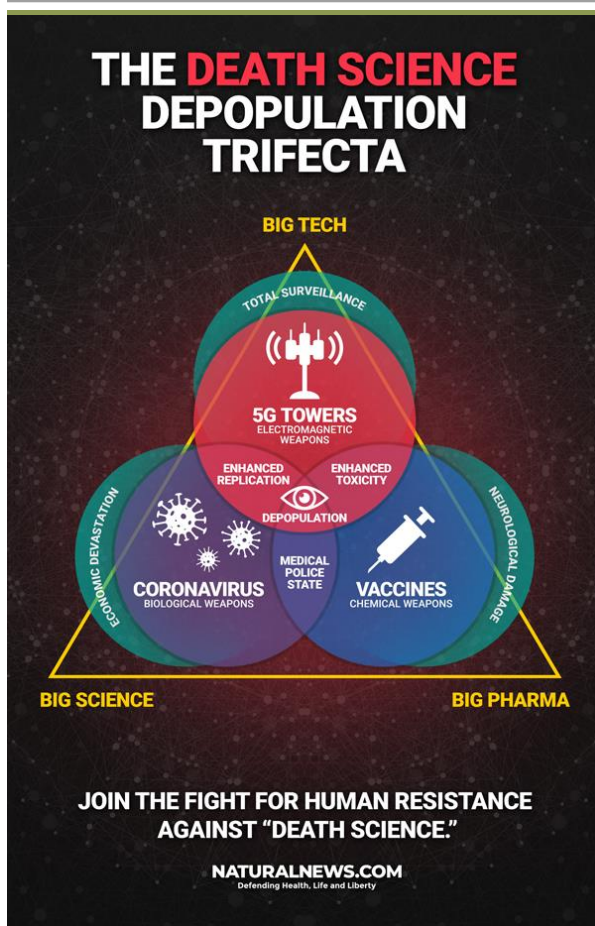 THE DEATH SCIENCE
DEPOPULATION
TRIFECTA
BIG TECH
TOTAL SURVEILLANCE
5G TOWERS
ELECTROMAGNETIC
WEAPONS
ENHANCED
REPLICATION
ENHANCED
TOXICITY
DEPOPULATION
ECONOMIC DEVASTATION
NEUROLOGICAL DAMAGE
MEDICAL
POLICE
STATE
CORONAVIRUS
BIOLOGICAL WEAPONS
VACCINES
CHEMICAL WEAPONS
BIG SCIENCE
BIG PHARMA
JOIN THE FIGHT FOR HUMAN RESISTANCE
AGAINST “DEATH SCIENCE.”
NATURALNEWS.COM
Defending Health, Life and Liberty